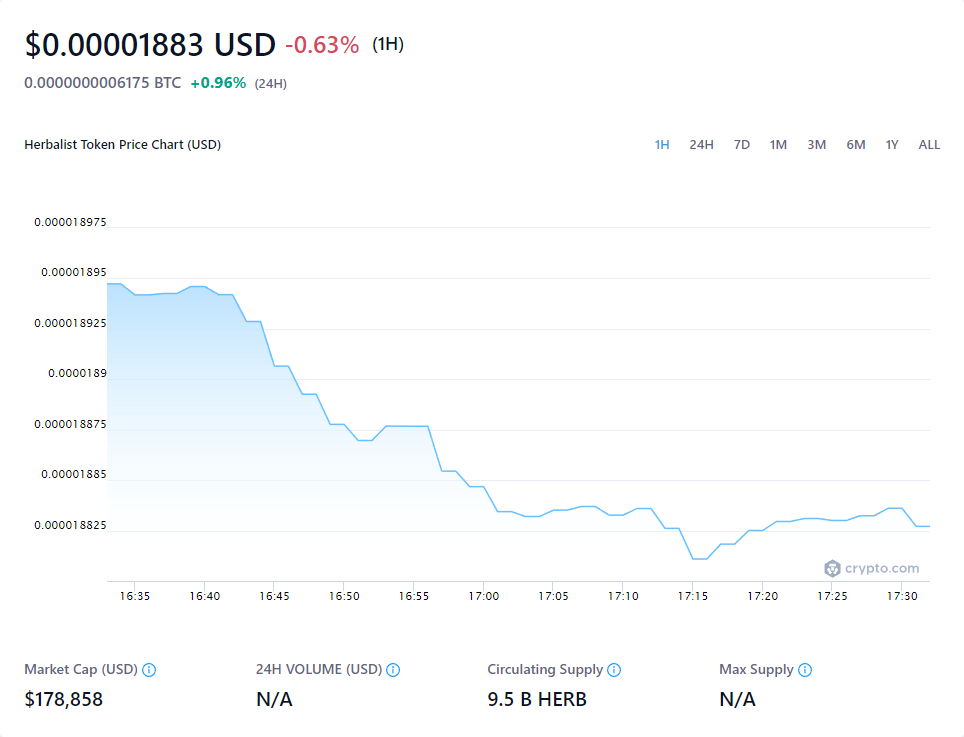 $0.00001883 USD -0.63% (1H)
0.0000000006175 BTC +0.96% (24H)
Herbalist Token Price Chart (USD) 1H 24H 7D 1M 3M 6M 1Y ALL
0.000018975
0.00001895
0.000018925
0.0000189
0.000018875
0.00001885
0.000018825
crypto.com
16:35 16:40 16:45 16:50 16:55 17:00 17:05 17:10 17:15 17:20 17:25 17:30
Market Cap (USD) 24H VOLUME (USD) Circulating Supply Max Supply
$178,858 N/A 9.5 B HERB N/A